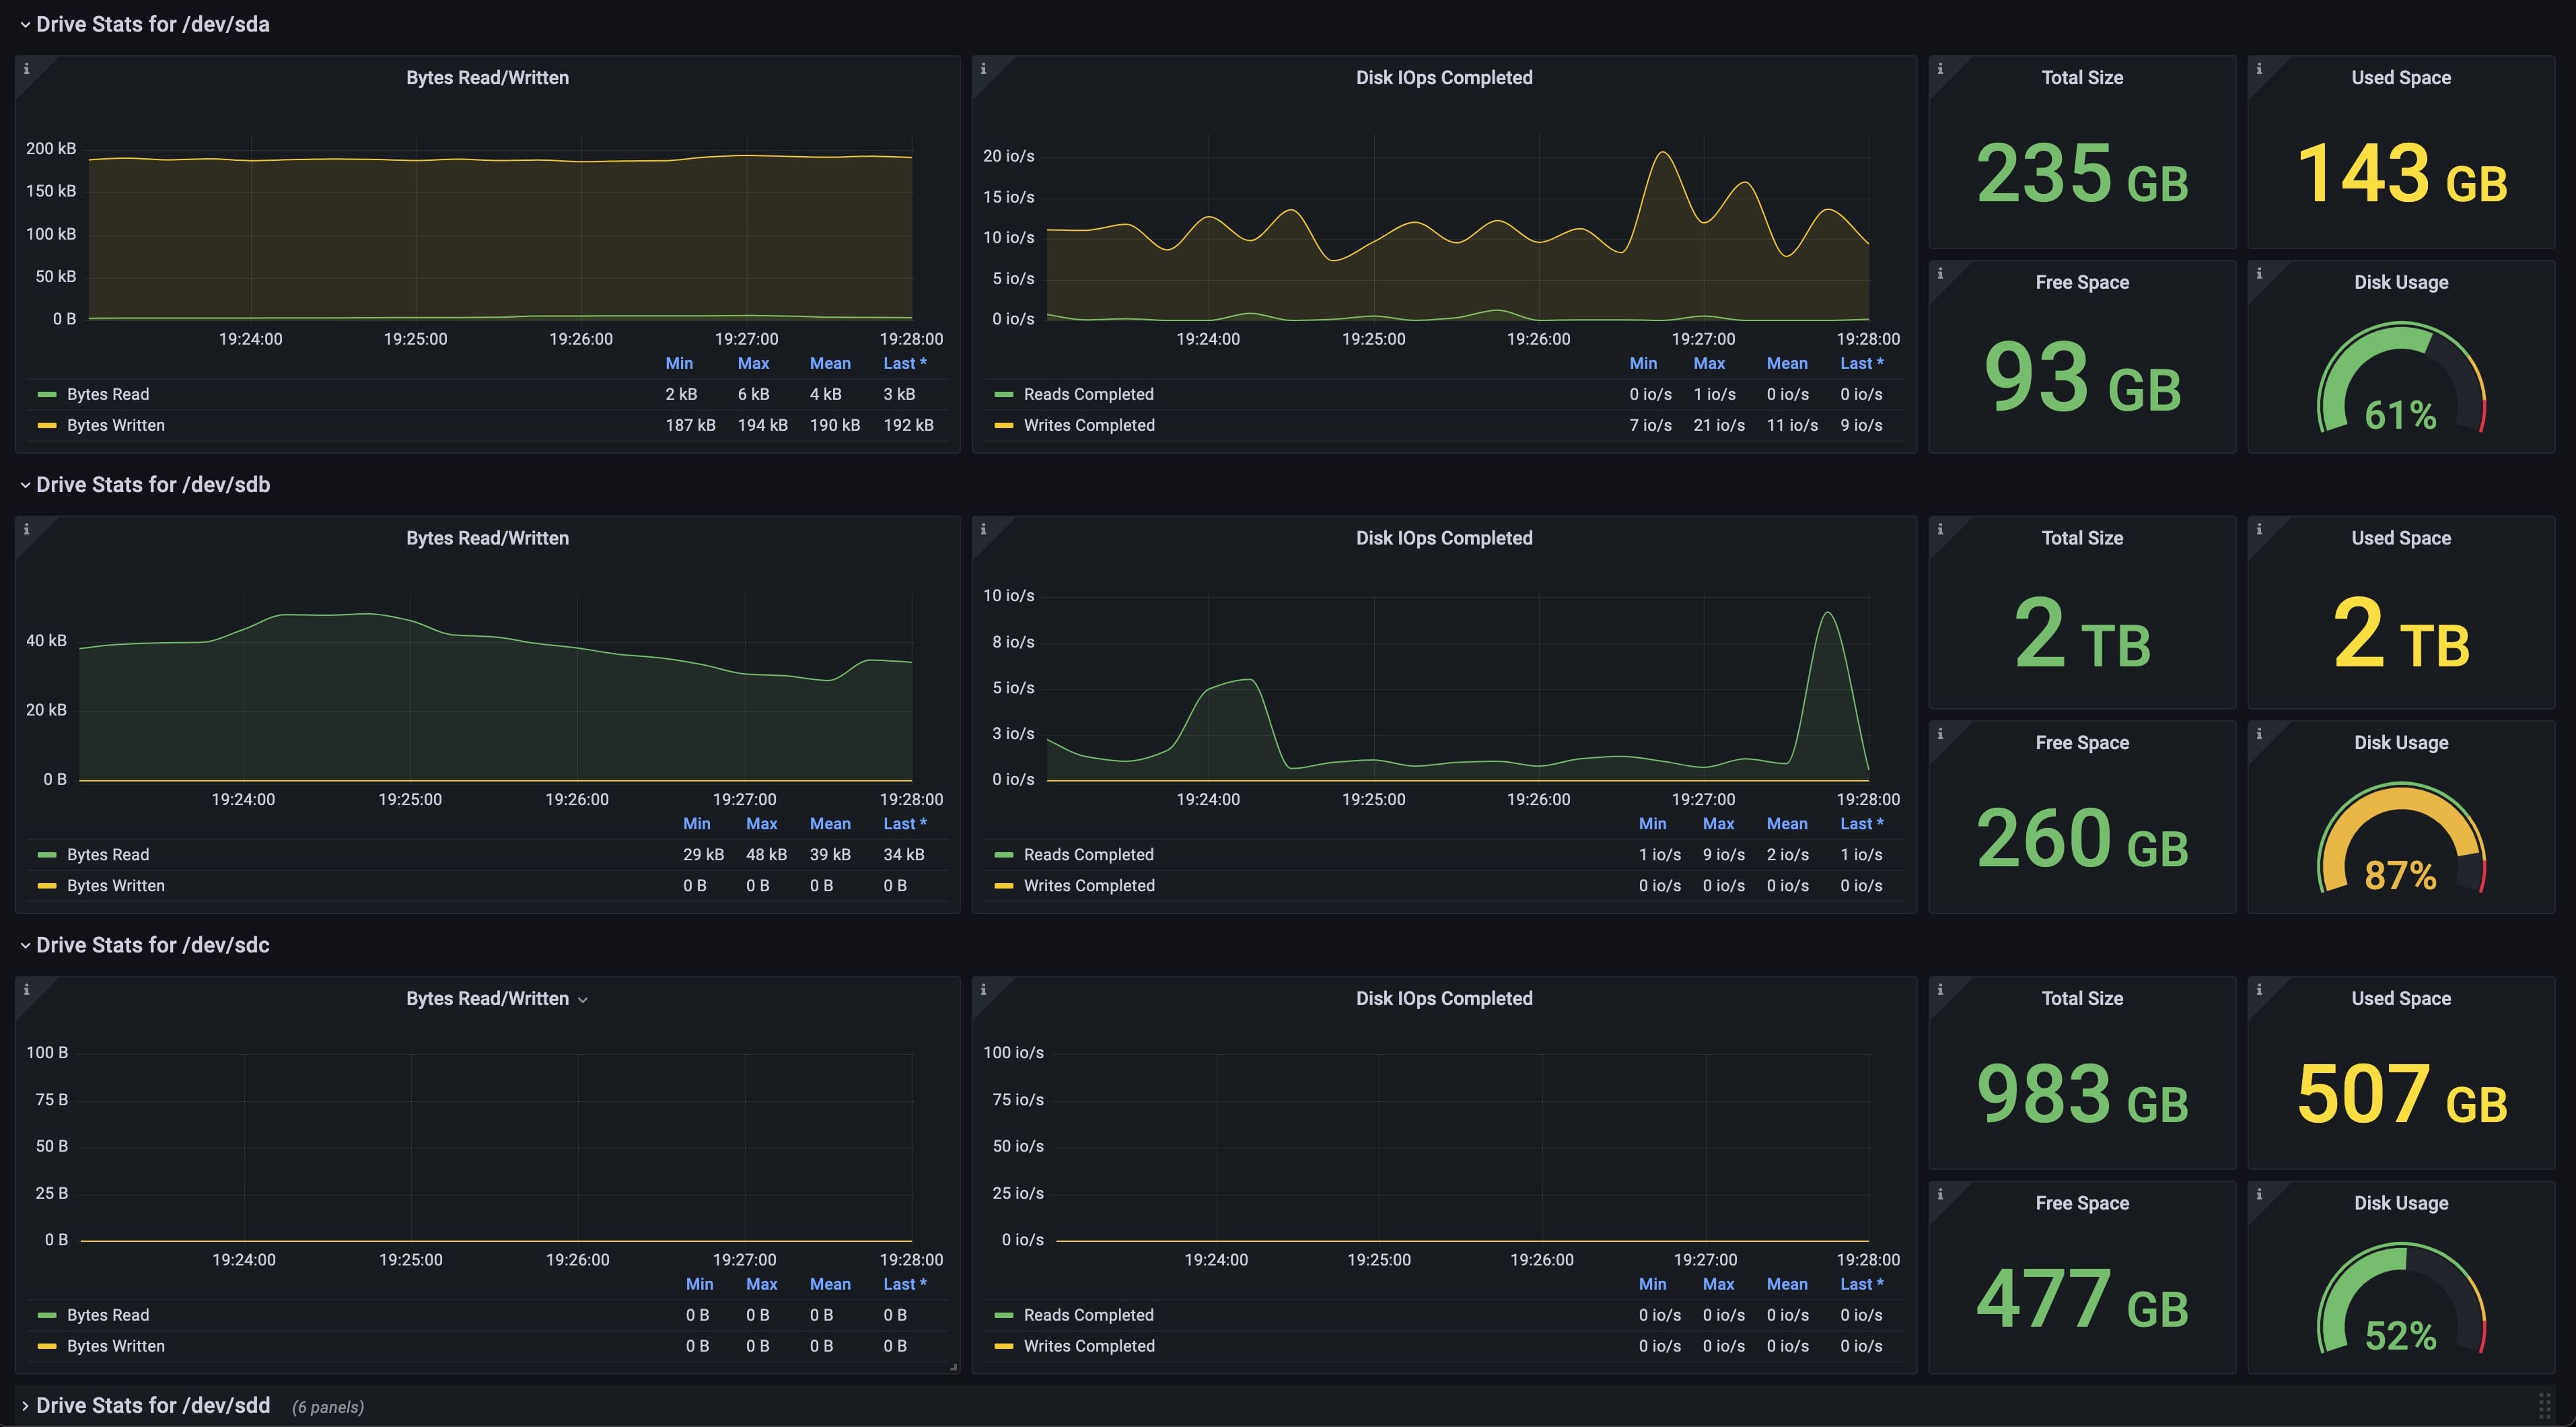 Drive Stats for /dev/sda
Bytes Read/Written
200 kB
150 kB
100 kB
50 kB
0 B
19:24:00 19:25:00 19:26:00 19:27:00 19:28:00
Min Max Mean Last *
Bytes Read 2 kB 6 kB 4 kB 3 kB
Bytes Written 187 kB 194 kB 190 kB 192 kB
Disk IOps Completed
20 io/s
15 io/s
10 io/s
5 io/s
0 io/s
19:24:00 19:25:00 19:26:00 19:27:00 19:28:00
Min Max Mean Last *
Reads Completed 0 io/s 1 io/s 0 io/s 0 io/s
Writes Completed 7 io/s 21 io/s 11 io/s 9 io/s
Total Size
235 GB
Used Space
143 GB
Free Space
93 GB
Disk Usage
61%
Drive Stats for /dev/sdb
Bytes Read/Written
40 kB
20 kB
0 B
19:24:00 19:25:00 19:26:00 19:27:00 19:28:00
Min Max Mean Last *
Bytes Read 29 kB 48 kB 39 kB 34 kB
Bytes Written 0 B 0 B 0 B 0 B
Disk IOps Completed
10 io/s
8 io/s
5 io/s
3 io/s
0 io/s
19:24:00 19:25:00 19:26:00 19:27:00 19:28:00
Min Max Mean Last *
Reads Completed 1 io/s 9 io/s 2 io/s 1 io/s
Writes Completed 0 io/s 0 io/s 0 io/s 0 io/s
Total Size
2 TB
Used Space
2 TB
Free Space
260 GB
Disk Usage
87%
Drive Stats for /dev/sdc
Bytes Read/Written
100 B
75 B
50 B
25 B
0 B
19:24:00 19:25:00 19:26:00 19:27:00 19:28:00
Min Max Mean Last *
Bytes Read 0 B 0 B 0 B 0 B
Bytes Written 0 B 0 B 0 B 0 B
Disk IOps Completed
100 io/s
75 io/s
50 io/s
25 io/s
0 io/s
19:24:00 19:25:00 19:26:00 19:27:00 19:28:00
Min Max Mean Last *
Reads Completed 0 io/s 0 io/s 0 io/s 0 io/s
Writes Completed 0 io/s 0 io/s 0 io/s 0 io/s
Total Size
983 GB
Used Space
507 GB
Free Space
477 GB
Disk Usage
52%
Drive Stats for /dev/sdd (6 panels)